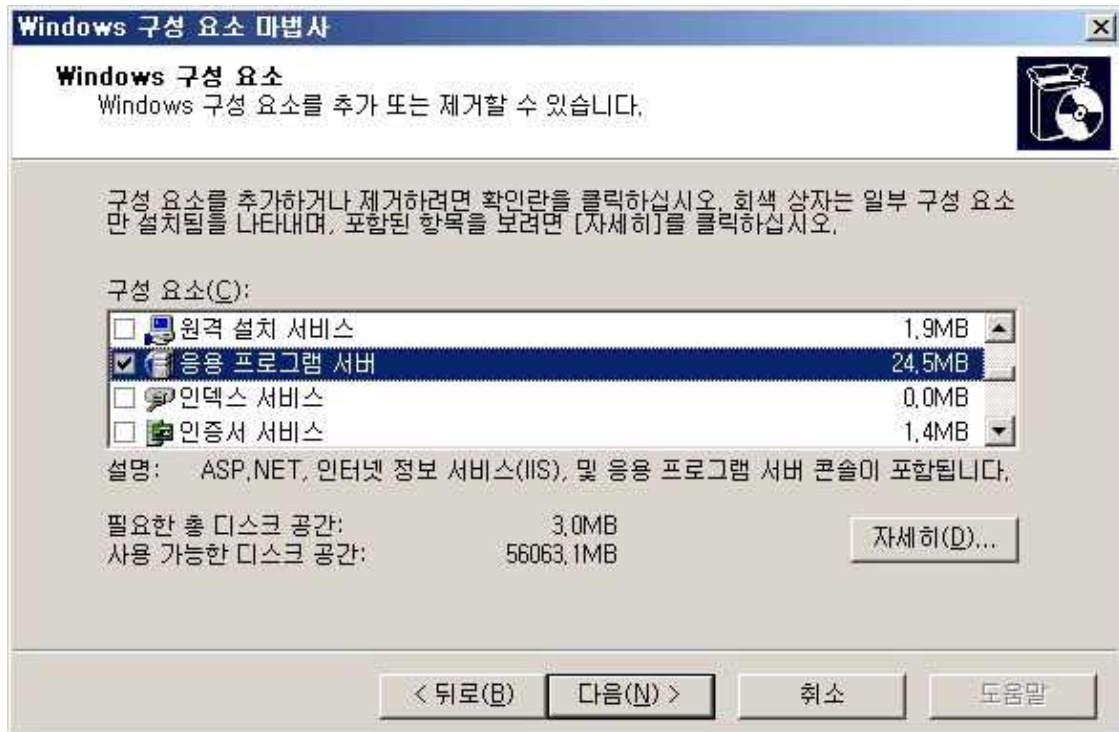 Windows 구성 요소 마법사
Windows 구성 요소
Windows 구성 요소를 추가 또는 제거할 수 있습니다.
구성 요소를 추가하거나 제거하려면 확인란을 클릭하십시오. 회색 상자는 일부 구성 요소
만 설치됨을 나타내며, 포함된 항목을 보려면 [자세히]를 클릭하십시오.
구성 요소(C):
원격 설치 서비스 1.9MB
응용 프로그램 서버 24.5MB
인덱스 서비스 0.0MB
인증서 서비스 1.4MB
설명: ASP.NET, 인터넷 정보 서비스(IIS), 및 응용 프로그램 서버 콘솔이 포함됩니다.
필요한 총 디스크 공간: 3.0MB
사용 가능한 디스크 공간: 56063.1MB
자세히(D)...
< 뒤로(B) 다음(N) > 취소 도움말